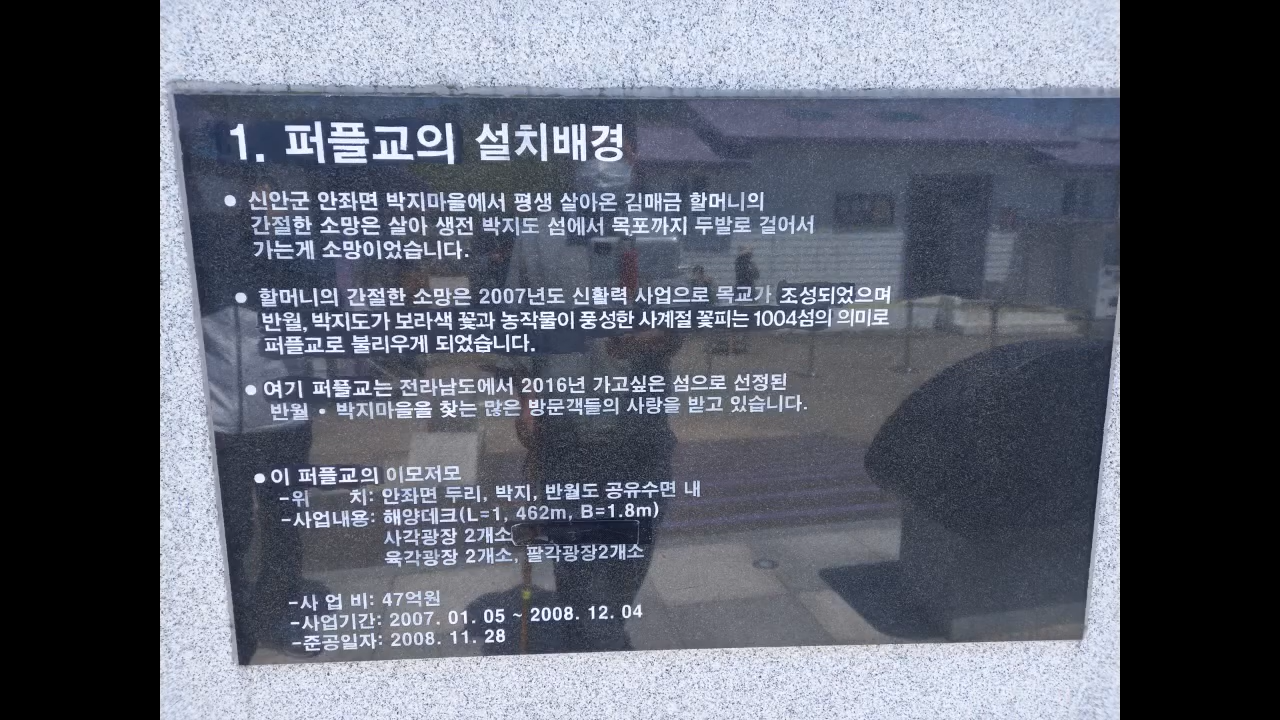 1. 퍼플교의 설치배경
● 신안군 안좌면 박지마을에서 평생 살아온 김매금 할머니의
간절한 소망은 살아 생전 박지도 섬에서 목포까지 두발로 걸어서
가는게 소망이었습니다.
● 할머니의 간절한 소망은 2007년도 신활력 사업으로 목교가 조성되었으며
반월, 박지도가 보라색 꽃과 농작물이 풍성한 사계절 꽃피는 1004섬의 의미로
퍼플교로 불리우게 되었습니다.
● 여기 퍼플교는 전라남도에서 2016년 가고싶은 섬으로 선정된
반월 • 박지마을을 찾는 많은 방문객들의 사랑을 받고 있습니다.
● 이 퍼플교의 이모저모
-위 치: 안좌면 두리, 박지, 반월도 공유수면 내
-사업내용: 해양데크(L=1, 462m, B=1.8m)
사각광장 2개소
육각광장 2개소, 팔각광장2개소
-사 업 비: 47억원
-사업기간: 2007. 01. 05 ~ 2008. 12. 04
-준공일자: 2008. 11. 28